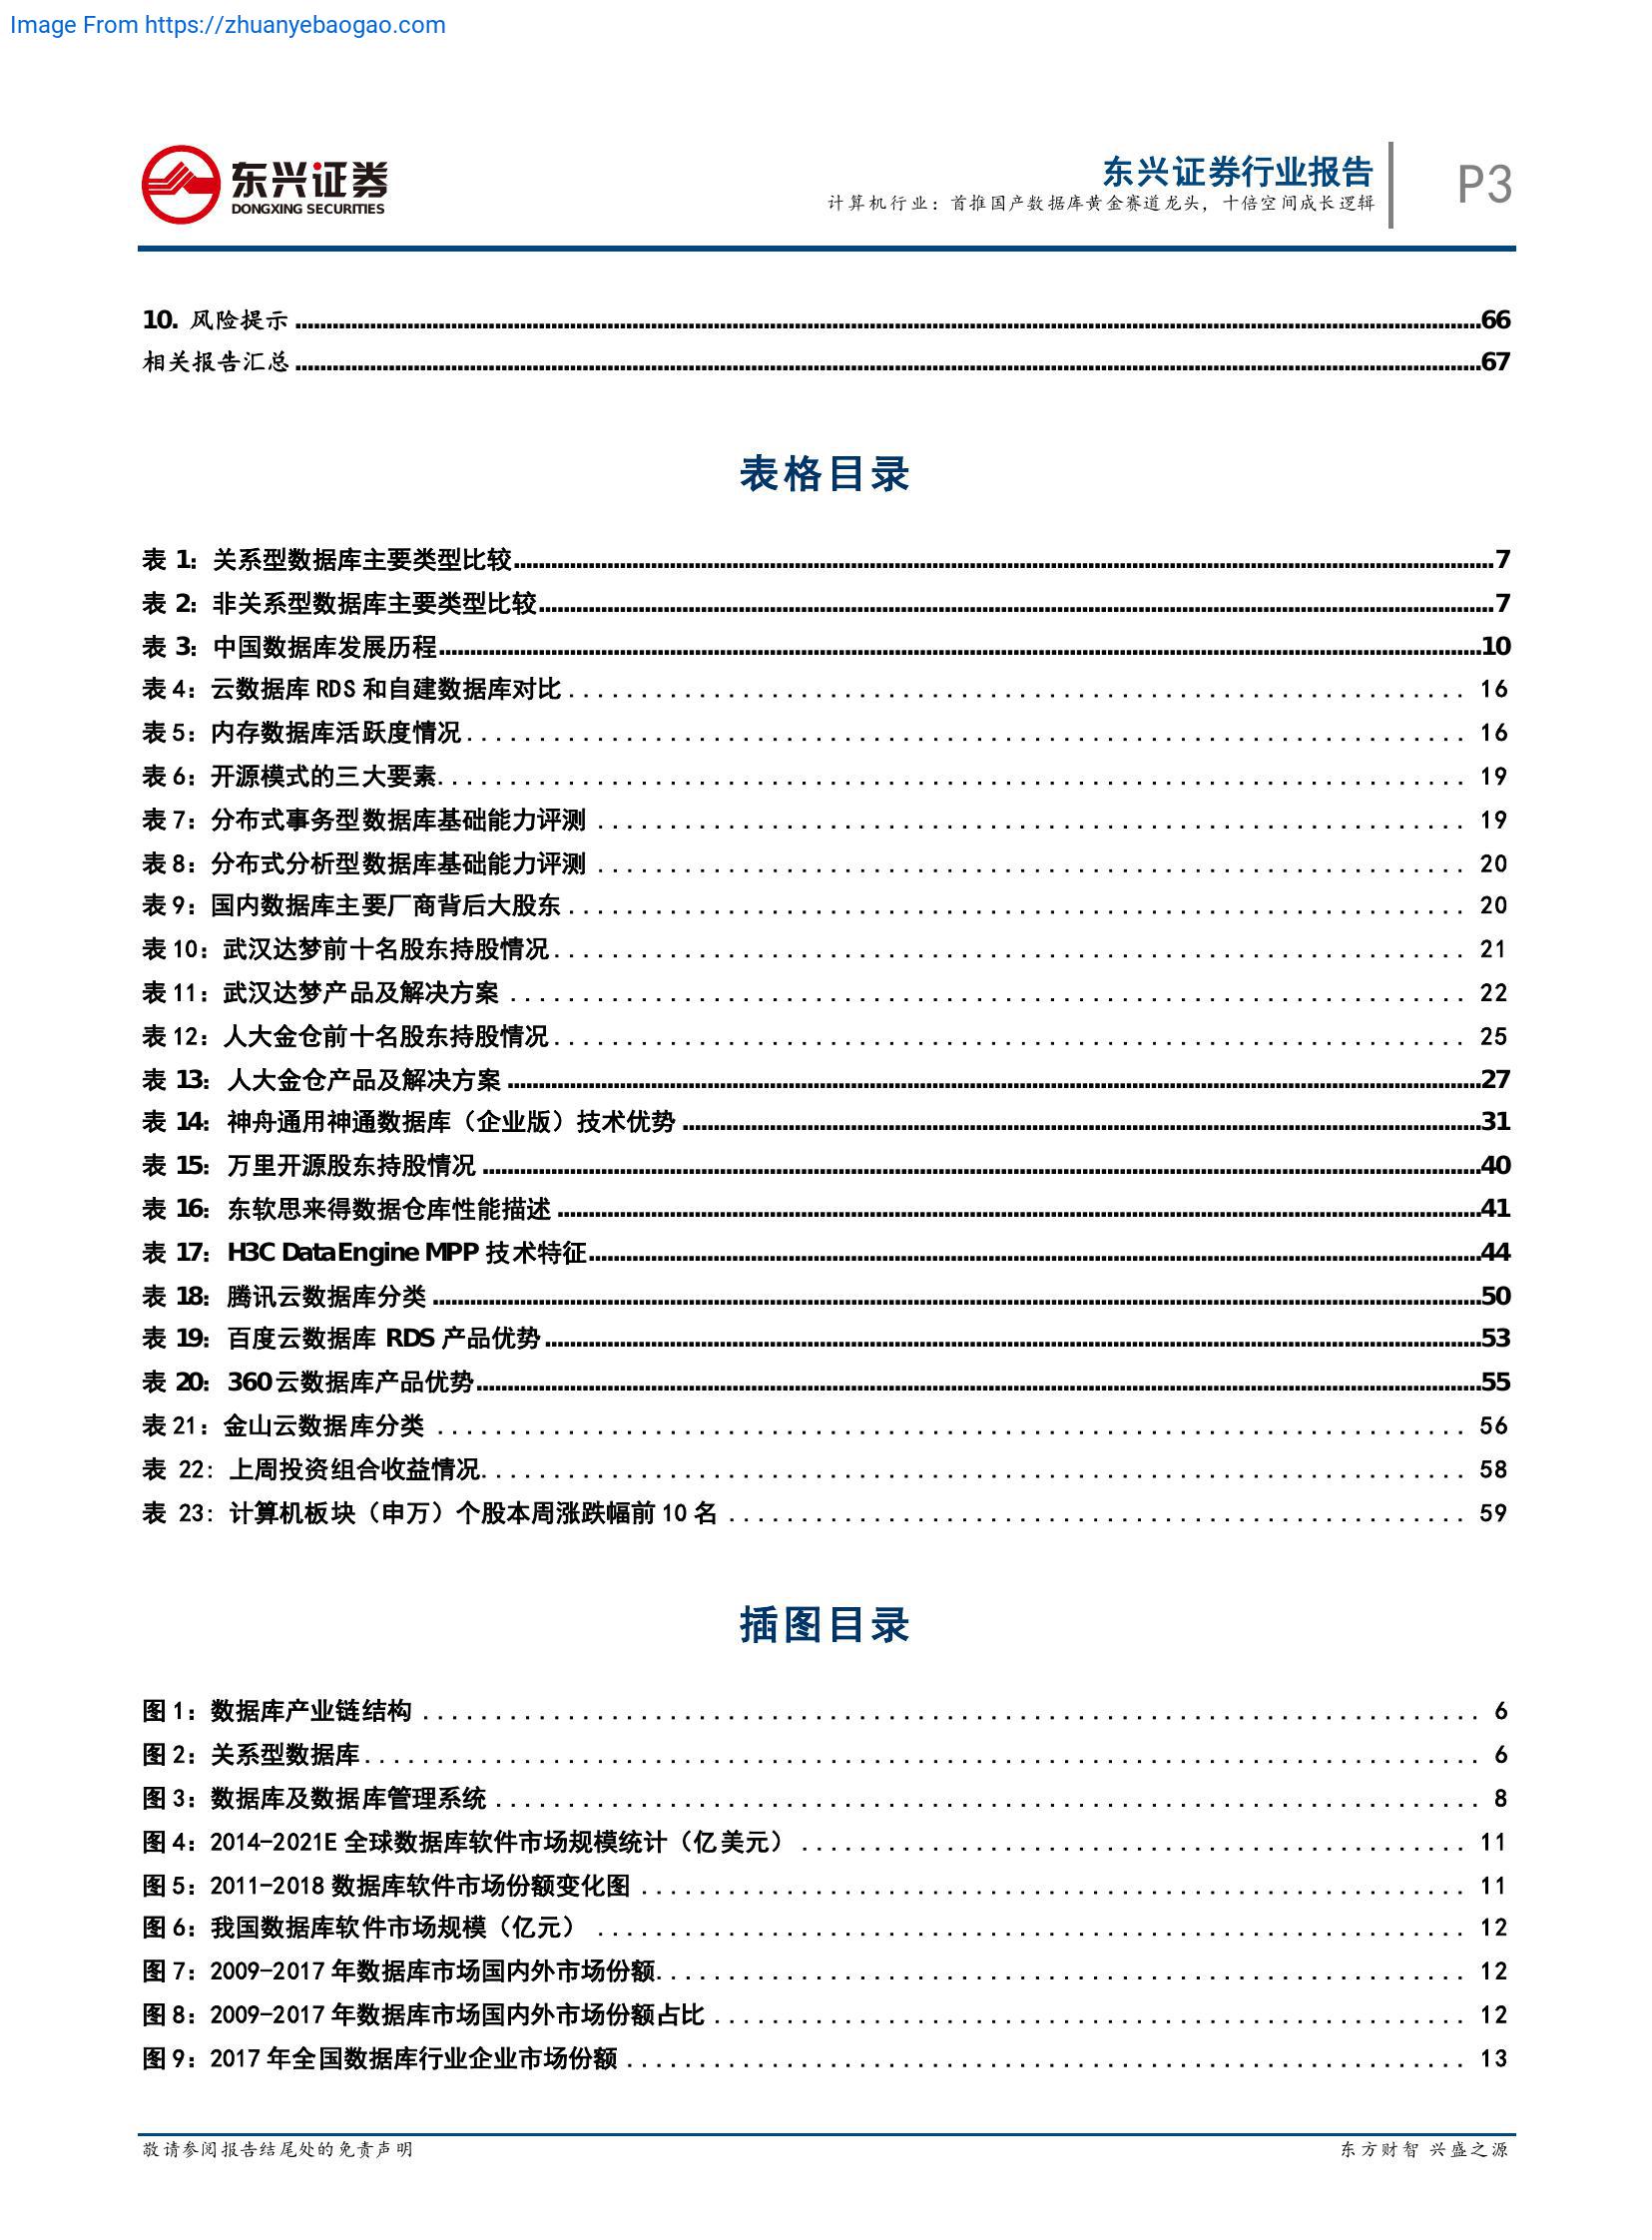 Image From https://zhuanyebaogao.com
东兴证券
DONGXING SECURITIES
东兴证券行业报告
计算机行业：首推国产数据库黄金赛道龙头，十倍空间成长逻辑
P3
10. 风险提示 66
相关报告汇总 67
表格目录
表 1：关系型数据库主要类型比较 7
表 2：非关系型数据库主要类型比较 7
表 3：中国数据库发展历程 10
表 4：云数据库 RDS 和自建数据库对比 16
表 5：内存数据库活跃度情况 16
表 6：开源模式的三大要素 19
表 7：分布式事务型数据库基础能力评测 19
表 8：分布式分析型数据库基础能力评测 20
表 9：国内数据库主要厂商背后大股东 20
表 10：武汉达梦前十名股东持股情况 21
表 11：武汉达梦产品及解决方案 22
表 12：人大金仓前十名股东持股情况 25
表 13：人大金仓产品及解决方案 27
表 14：神舟通用神通数据库（企业版）技术优势 31
表 15：万里开源股东持股情况 40
表 16：东软思来得数据仓库性能描述 41
表 17：H3C DataEngine MPP 技术特征 44
表 18：腾讯云数据库分类 50
表 19：百度云数据库 RDS 产品优势 53
表 20：360 云数据库产品优势 55
表 21：金山云数据库分类 56
表 22: 上周投资组合收益情况 58
表 23: 计算机板块（申万）个股本周涨跌幅前 10 名 59
插图目录
图 1：数据库产业链结构 6
图 2：关系型数据库 6
图 3：数据库及数据库管理系统 8
图 4：2014-2021E 全球数据库软件市场规模统计（亿美元） 11
图 5：2011-2018 数据库软件市场份额变化图 11
图 6：我国数据库软件市场规模（亿元） 12
图 7：2009-2017 年数据库市场国内外市场份额 12
图 8：2009-2017 年数据库市场国内外市场份额占比 12
图 9：2017 年全国数据库行业企业市场份额 13
敬请参阅报告结尾处的免责声明
东方财智 兴盛之源